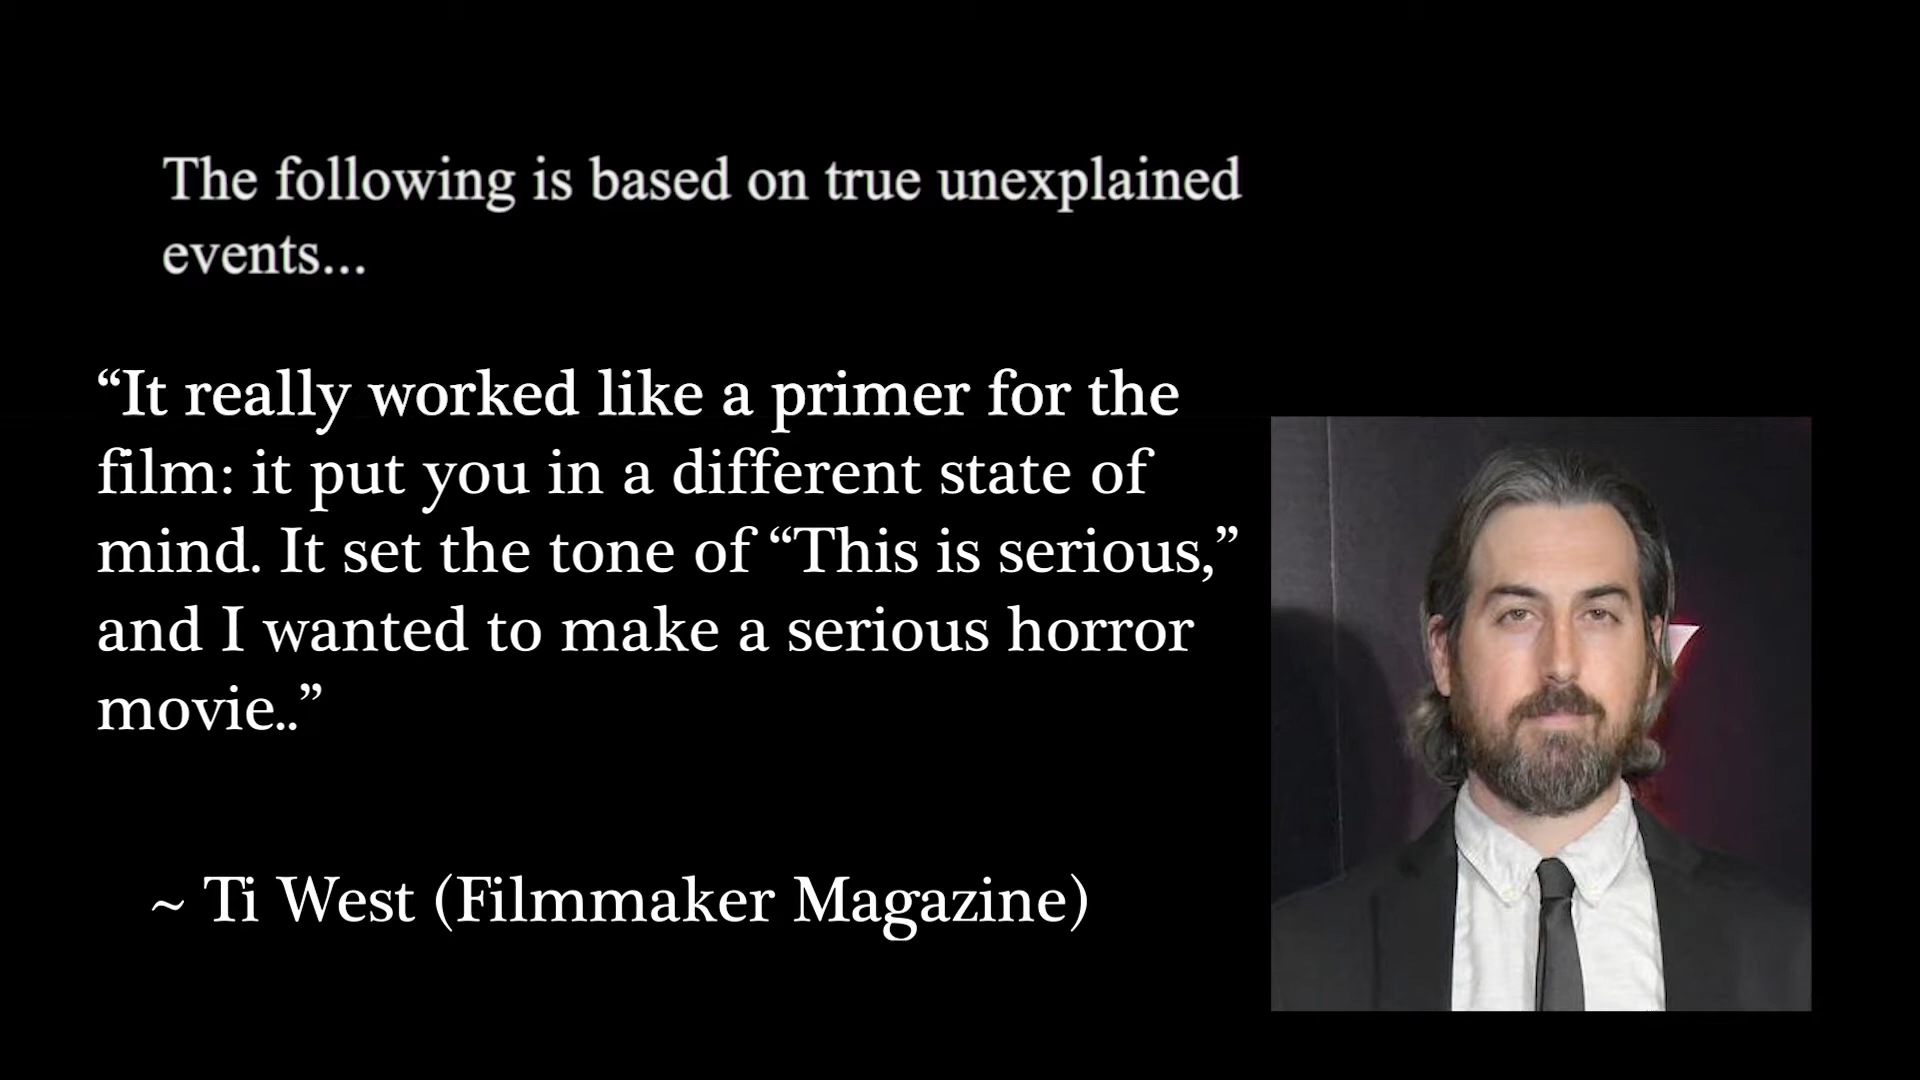 The following is based on true unexplained
events...
“It really worked like a primer for the
film: it put you in a different state of
mind. It set the tone of “This is serious,”
and I wanted to make a serious horror
movie..”
~ Ti West (Filmmaker Magazine)